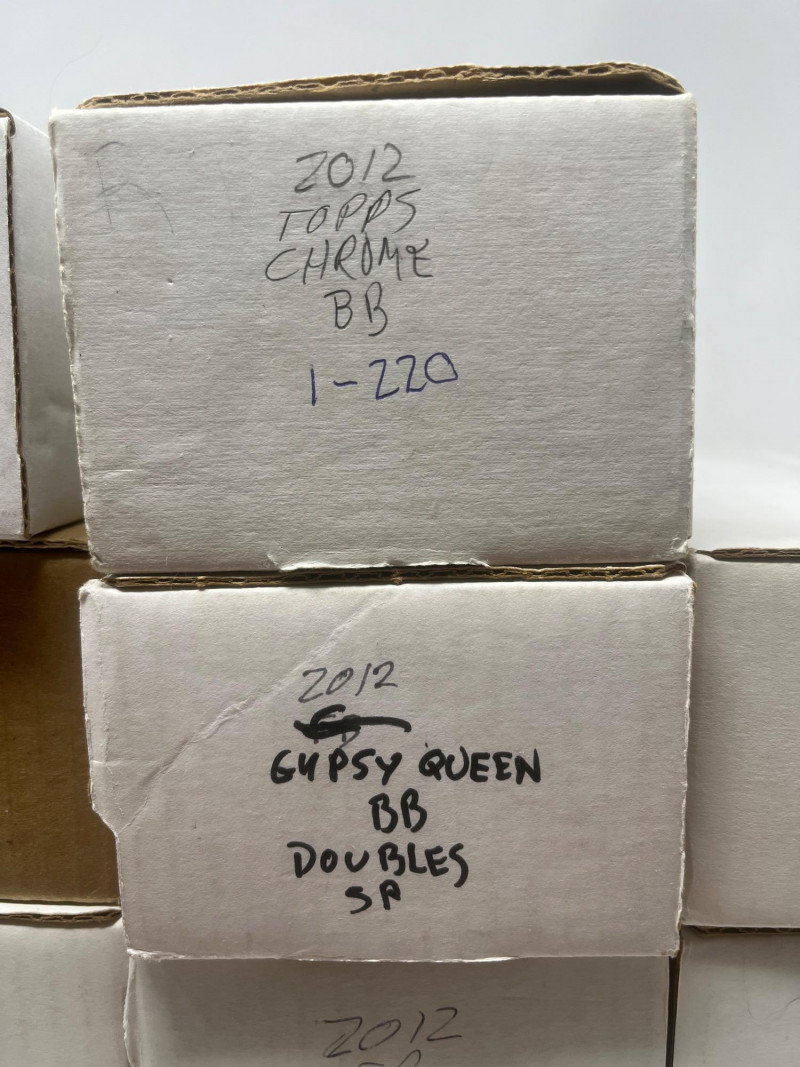 2012
TOPPS
CHROME
BB
1-220
2012
GYPSY QUEEN
BB
DOUBLES
SP
2012